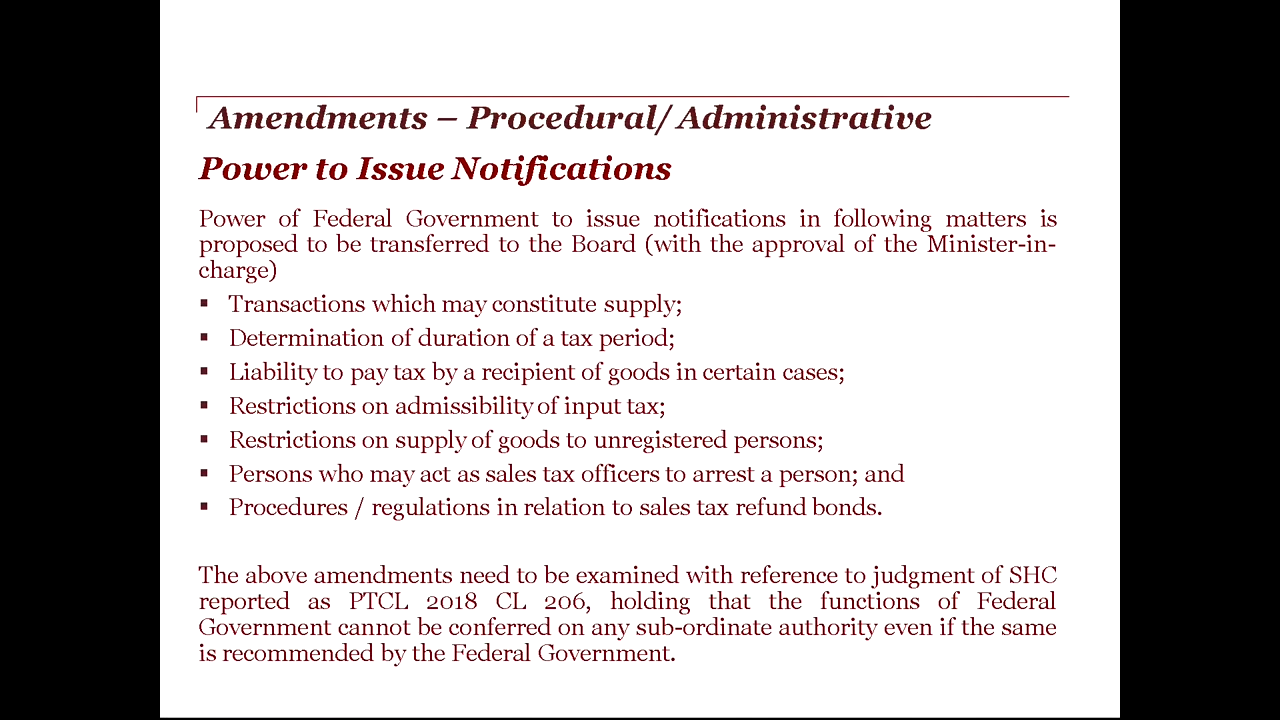 Amendments – Procedural/ Administrative
Power to Issue Notifications
Power of Federal Government to issue notifications in following matters is
proposed to be transferred to the Board (with the approval of the Minister-in-
charge)
▪ Transactions which may constitute supply;
▪ Determination of duration of a tax period;
▪ Liability to pay tax by a recipient of goods in certain cases;
▪ Restrictions on admissibility of input tax;
▪ Restrictions on supply of goods to unregistered persons;
▪ Persons who may act as sales tax officers to arrest a person; and
▪ Procedures / regulations in relation to sales tax refund bonds.
The above amendments need to be examined with reference to judgment of SHC
reported as PTCL 2018 CL 206, holding that the functions of Federal
Government cannot be conferred on any sub-ordinate authority even if the same
is recommended by the Federal Government.